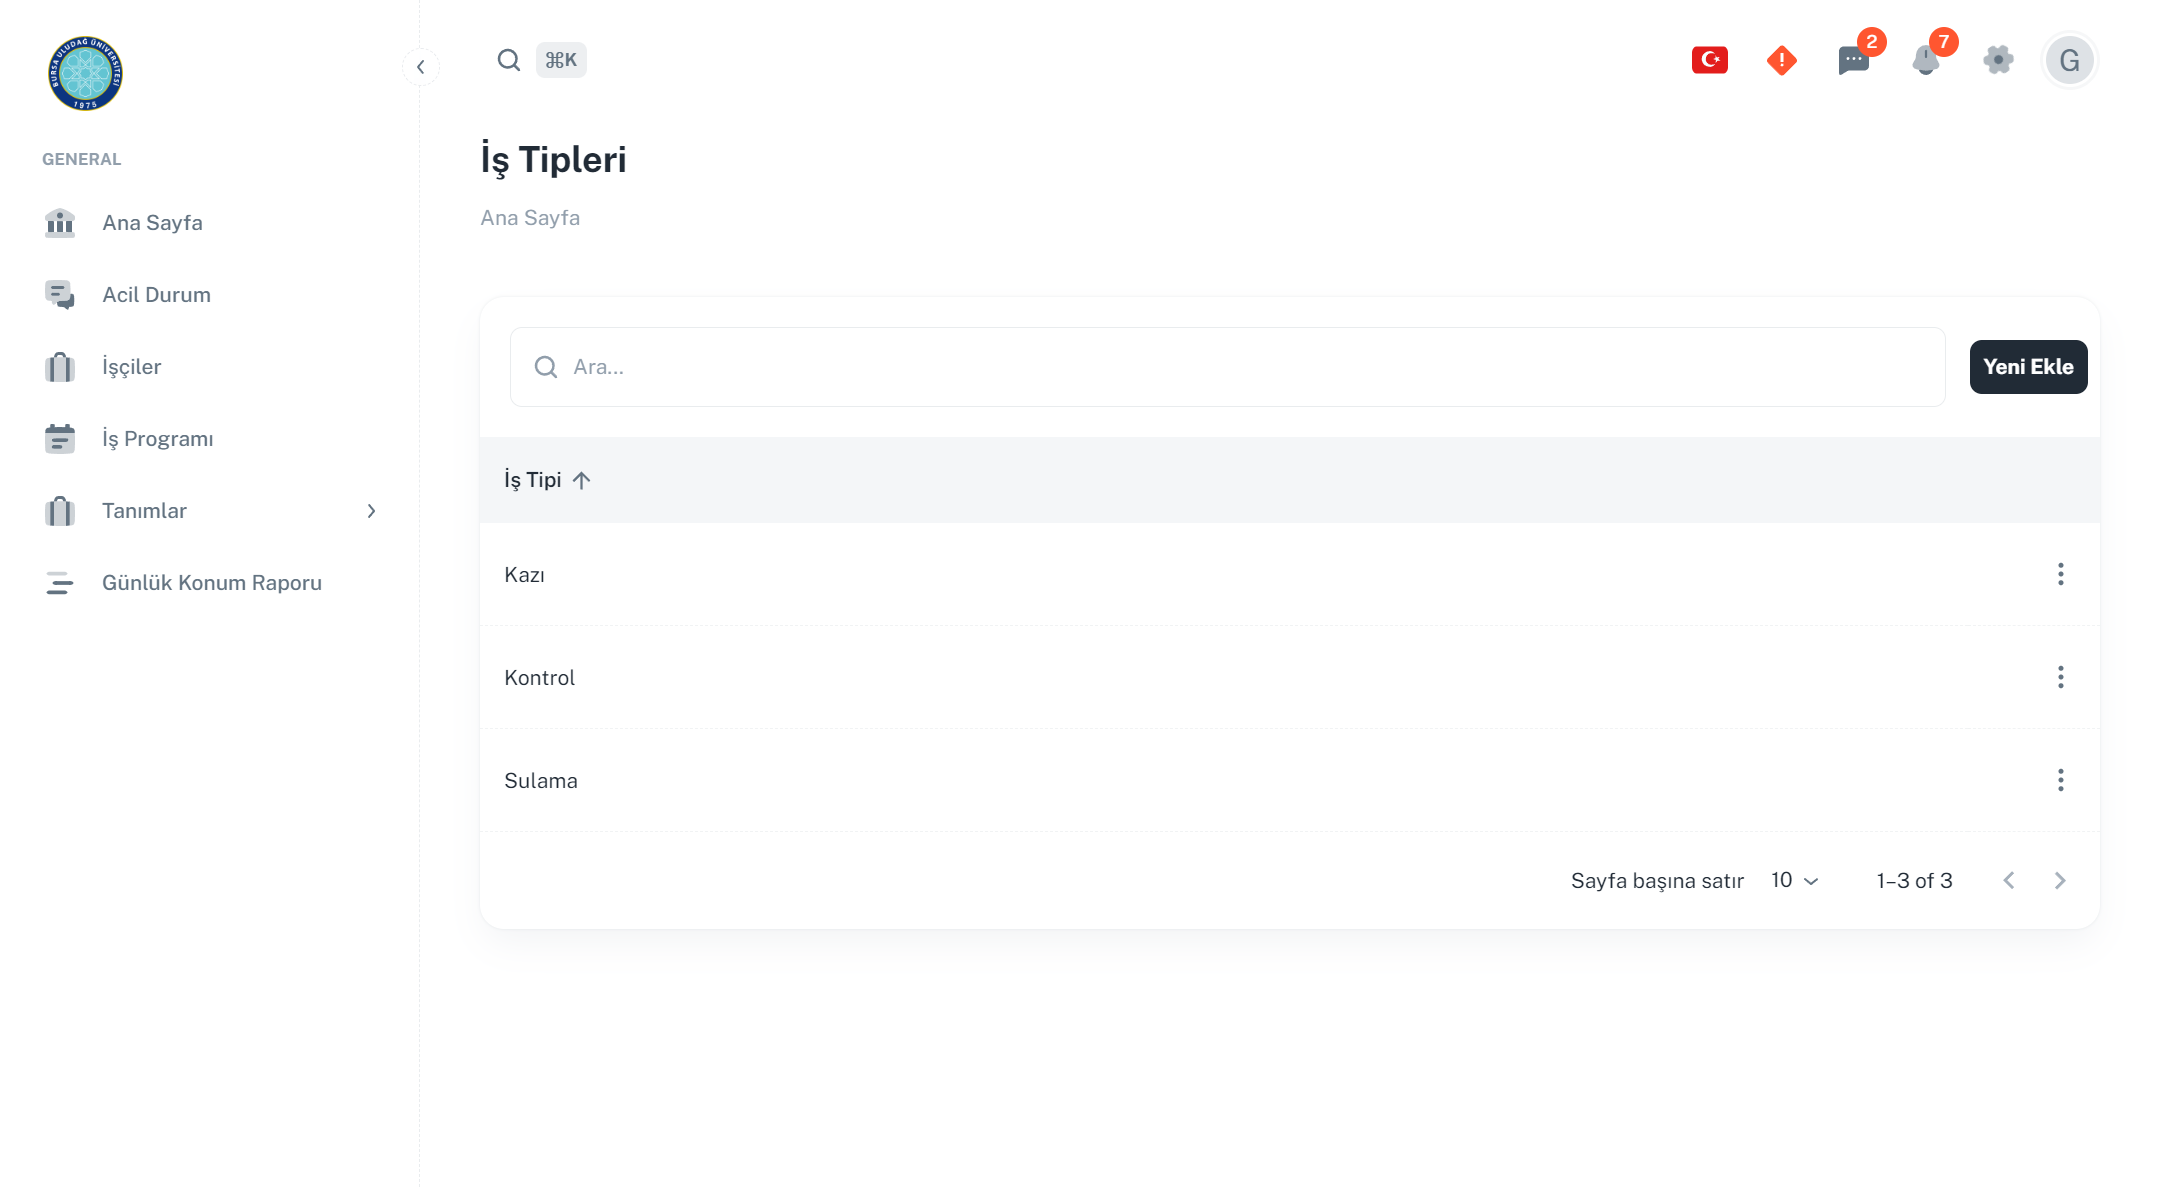 BURSA ULUDAĞ ÜNİVERSİTESİ
1975
GENERAL
Ana Sayfa
Acil Durum
İşçiler
İş Programı
Tanımlar
Günlük Konum Raporu
⌘K
2
7
G
İş Tipleri
Ana Sayfa
Ara...
Yeni Ekle
İş Tipi
Kazı
Kontrol
Sulama
Sayfa başına satır 10 1–3 of 3